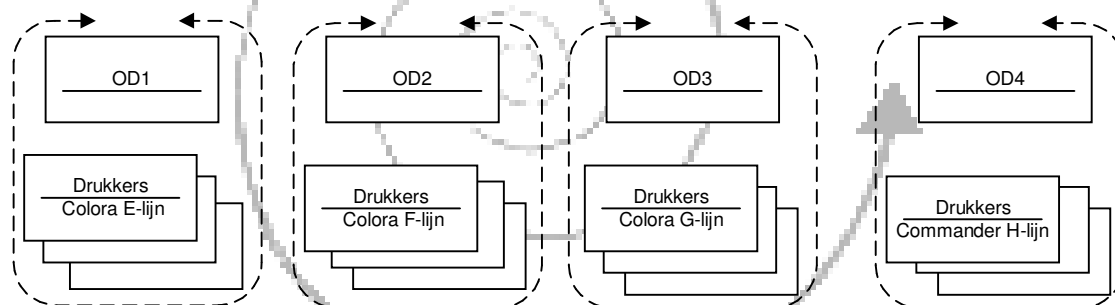 OD1
OD2
OD3
OD4
Drukkers
Colora E-lijn
Drukkers
Colora F-lijn
Drukkers
Colora G-lijn
Drukkers
Commander H-lijn